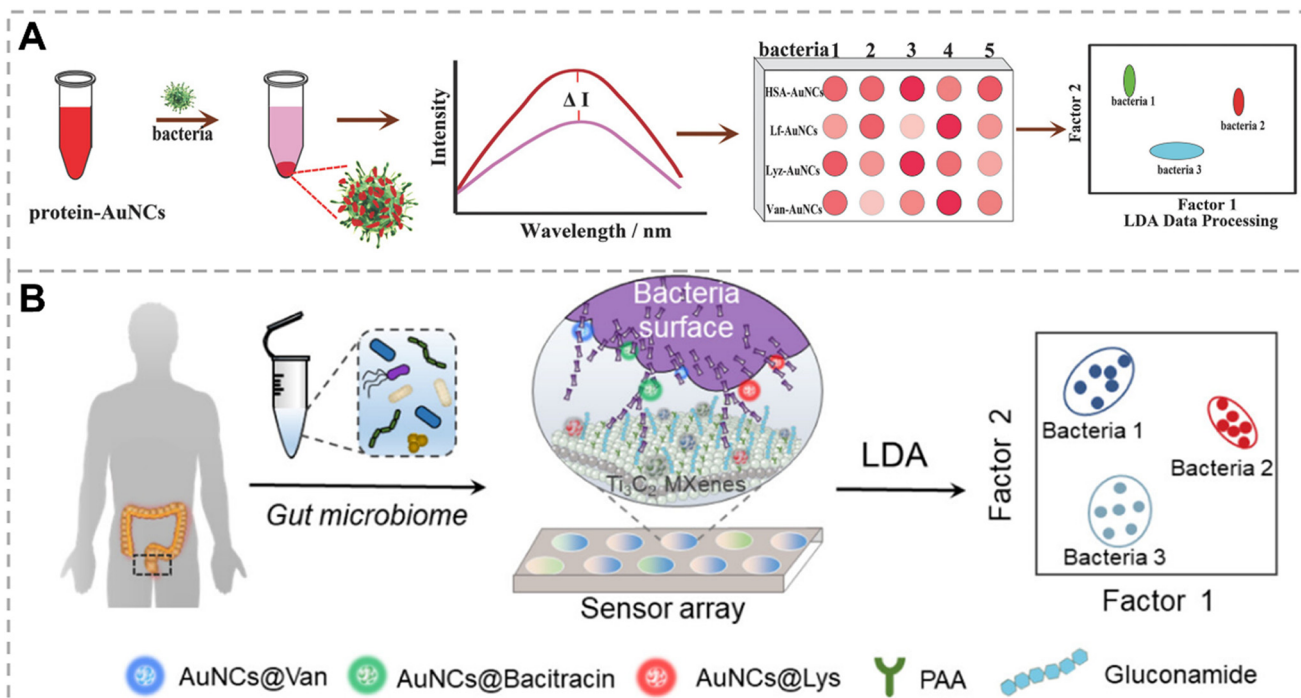 A
bacteria
protein-AuNCs
Intensity
Δ I
Wavelength / nm
bacteria1 2 3 4 5
HSA-AuNCs
Lf-AuNCs
Lyz-AuNCs
Van-AuNCs
Factor 2
bacteria 1
bacteria 2
bacteria 3
Factor 1
LDA Data Processing
B
Gut microbiome
Bacteria
surface
Ti₃C₂ MXenes
Sensor array
LDA
Factor 2
Bacteria 1
Bacteria 2
Bacteria 3
Factor 1
AuNCs@Van
AuNCs@Bacitracin
AuNCs@Lys
PAA
Gluconamide